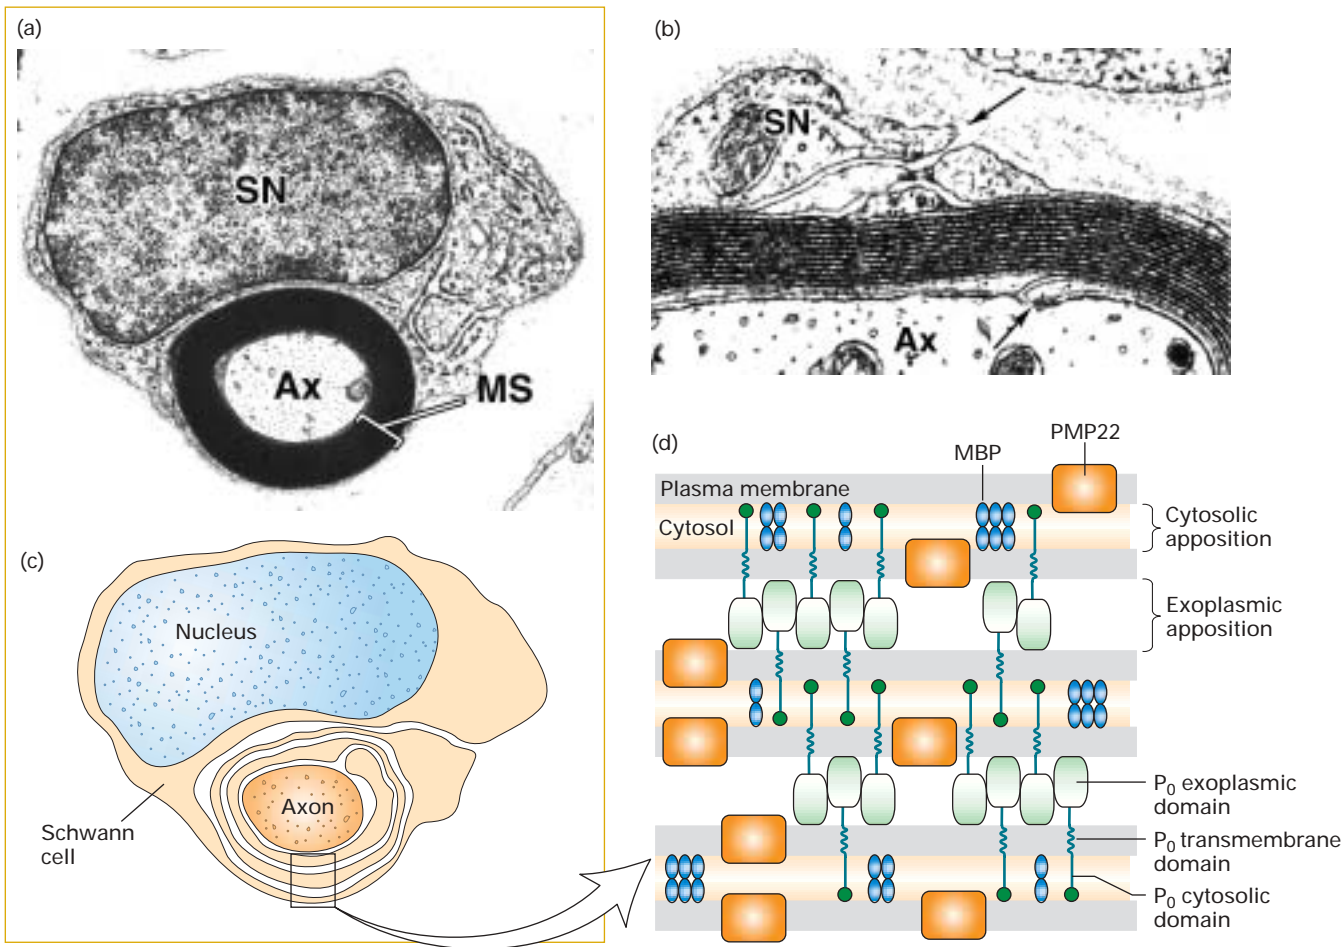 (a)
SN
Ax
MS
(b)
SN
Ax
(c)
Nucleus
Axon
Schwann
cell
(d)
MBP
PMP22
Plasma membrane
Cytosol
Cytosolic
apposition
Exoplasmic
apposition
P0 exoplasmic
domain
P0 transmembrane
domain
P0 cytosolic
domain